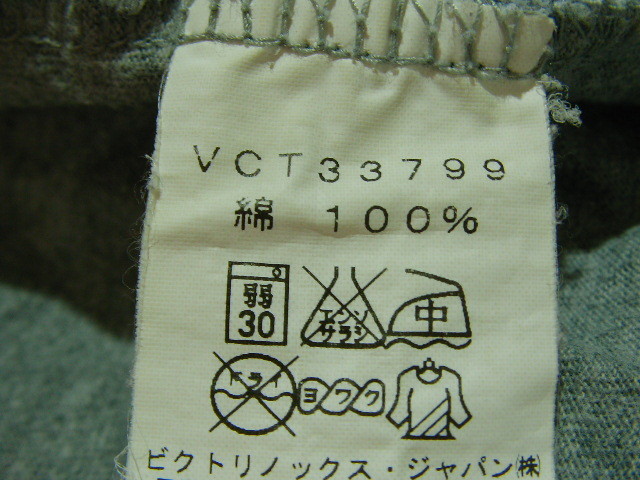 VCT33799
綿 100%
弱 30 エンソ サラシ 中
ドライ ヨワク
ビクトリノックス・ジャパン㈱